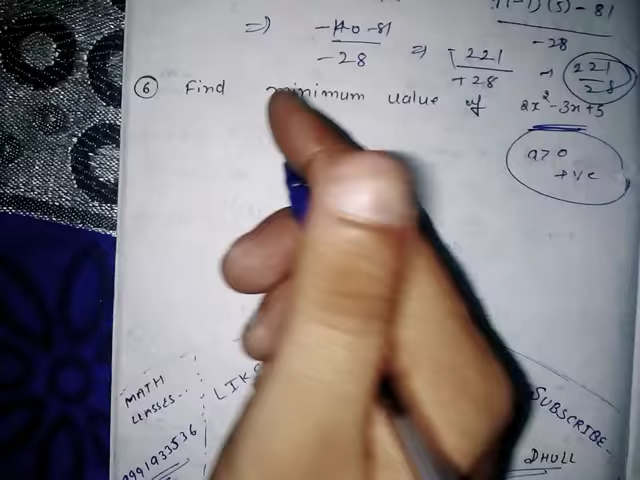 (-1)(5)-81
-28
=> -140-81 / -28 => -221 / +28 → 221 / 28
⑥ Find minimum value of 2x²-3x+5
a>0
+ve
MATH
CLASSES..
9991933536
LIK
SUBSCRIBE-
DHULL